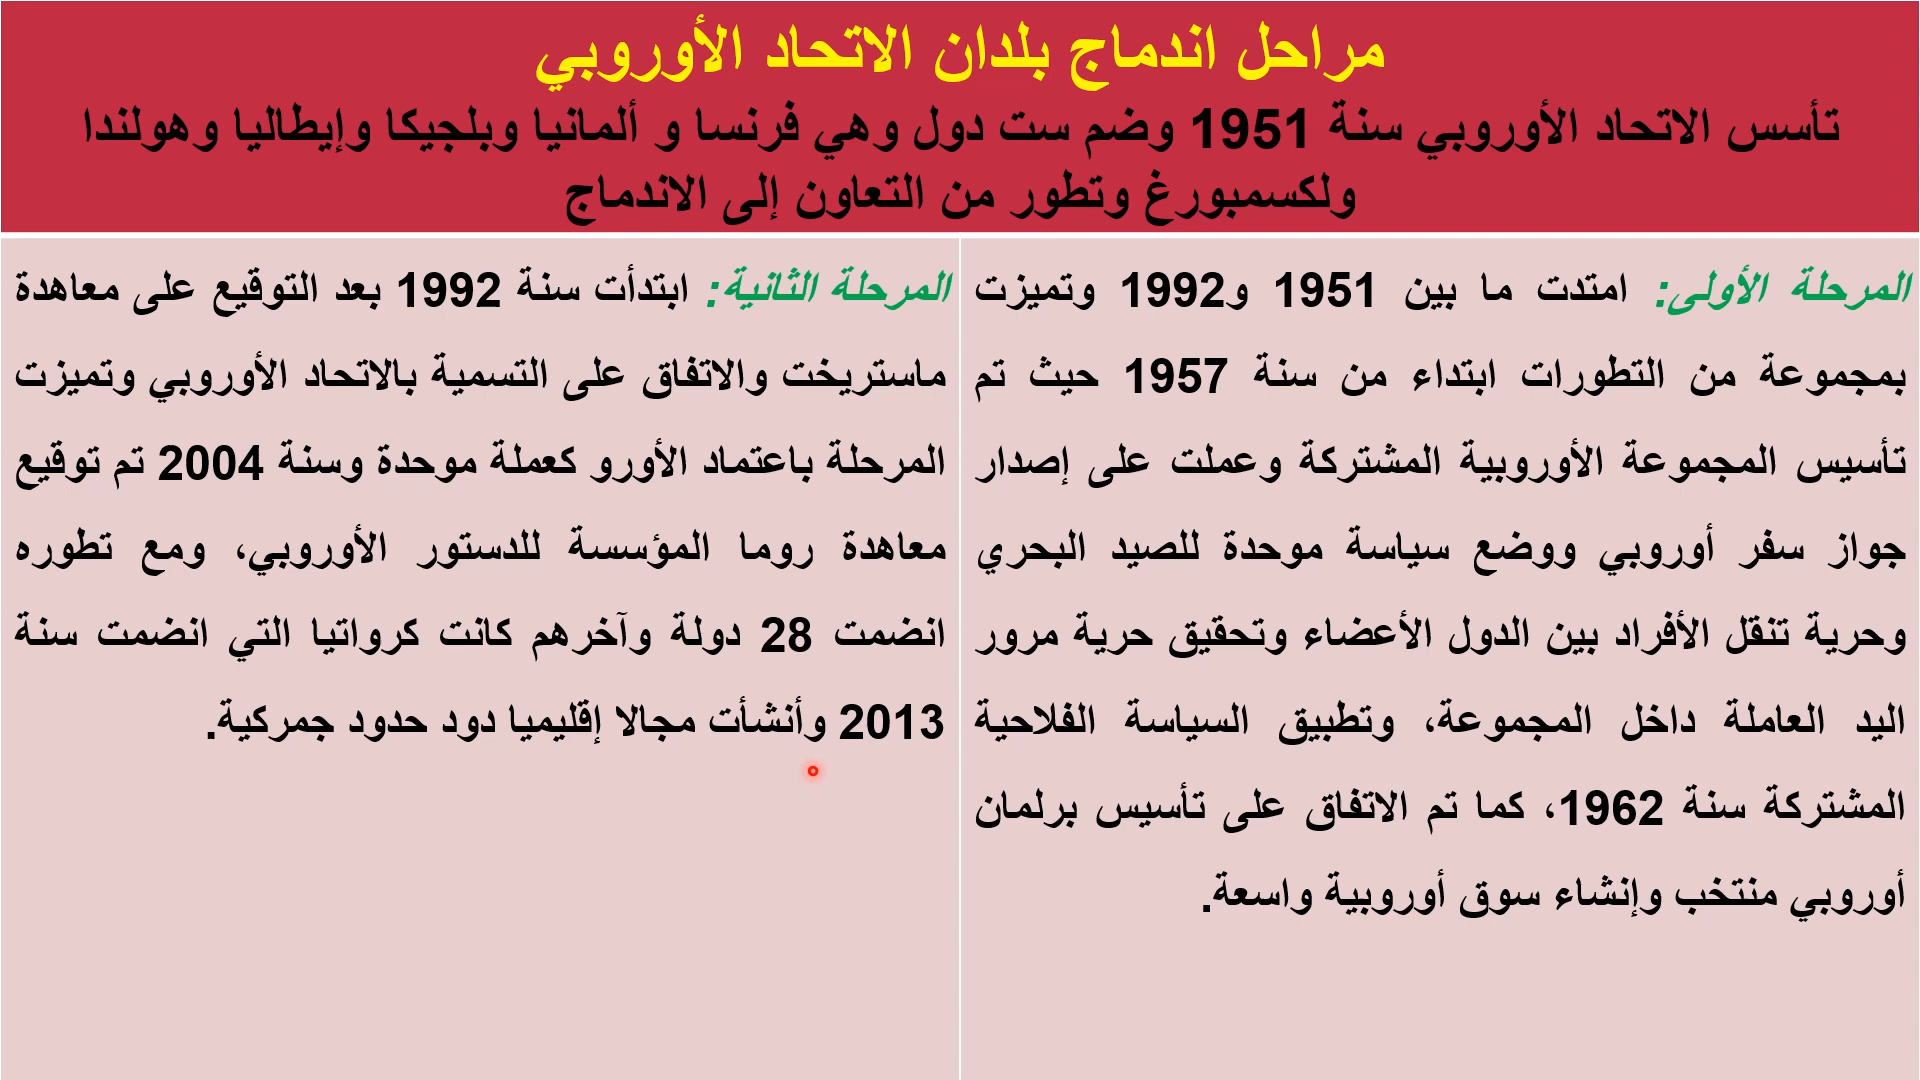 مراحل اندماج بلدان الاتحاد الأوروبي
تأسس الاتحاد الأوروبي سنة 1951 وضم ست دول وهي فرنسا و ألمانيا وبلجيكا وإيطاليا وهولندا
ولكسمبورغ وتطور من التعاون إلى الاندماج
المرحلة الأولى: امتدت ما بين 1951 و1992 وتميزت
بمجموعة من التطورات ابتداء من سنة 1957 حيث تم
تأسيس المجموعة الأوروبية المشتركة وعملت على إصدار
جواز سفر أوروبي ووضع سياسة موحدة للصيد البحري
وحرية تنقل الأفراد بين الدول الأعضاء وتحقيق حرية مرور
اليد العاملة داخل المجموعة، وتطبيق السياسة الفلاحية
المشتركة سنة 1962، كما تم الاتفاق على تأسيس برلمان
أوروبي منتخب وإنشاء سوق أوروبية واسعة.
المرحلة الثانية: ابتدأت سنة 1992 بعد التوقيع على معاهدة
ماستريخت والاتفاق على التسمية بالاتحاد الأوروبي وتميزت
المرحلة باعتماد الأورو كعملة موحدة وسنة 2004 تم توقيع
معاهدة روما المؤسسة للدستور الأوروبي، ومع تطوره
انضمت 28 دولة وآخرهم كانت كرواتيا التي انضمت سنة
2013 وأنشأت مجالا إقليميا دود حدود جمركية.